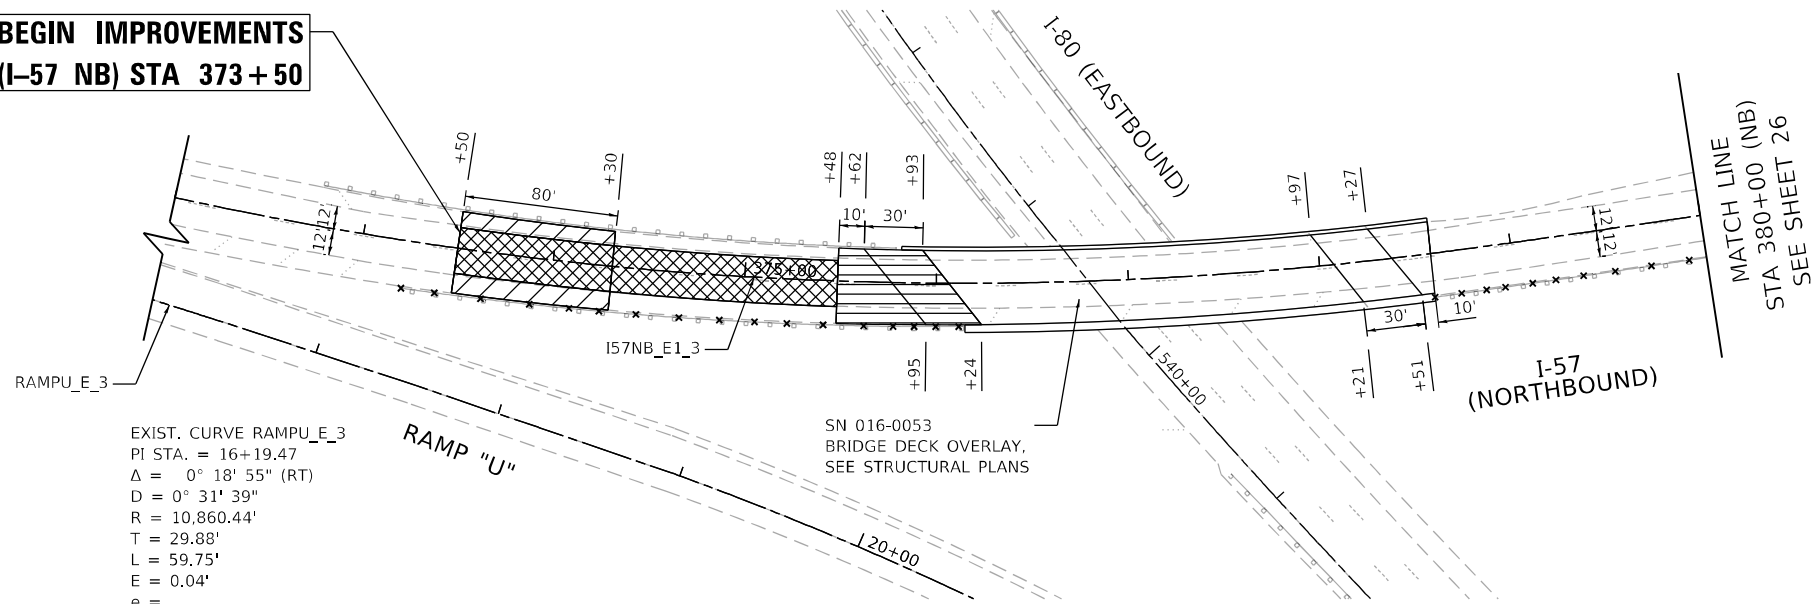 BEGIN IMPROVEMENTS
(I-57 NB) STA 373+50
+50
+30
80'
12'
12'
+48
+62
+93
10'
30'
375+00
I-80 (EASTBOUND)
+97
+27
12'
12'
MATCH LINE
STA 380+00 (NB)
SEE SHEET 26
30'
10'
+21
+51
I-57
(NORTHBOUND)
I57NB_E1_3
+95
+24
540+00
RAMPU_E_3
SN 016-0053
BRIDGE DECK OVERLAY,
SEE STRUCTURAL PLANS
RAMP "U"
20+00
EXIST. CURVE RAMPU_E_3
PI STA. = 16+19.47
Δ = 0° 18' 55" (RT)
D = 0° 31' 39"
R = 10,860.44'
T = 29.88'
L = 59.75'
E = 0.04'
e =